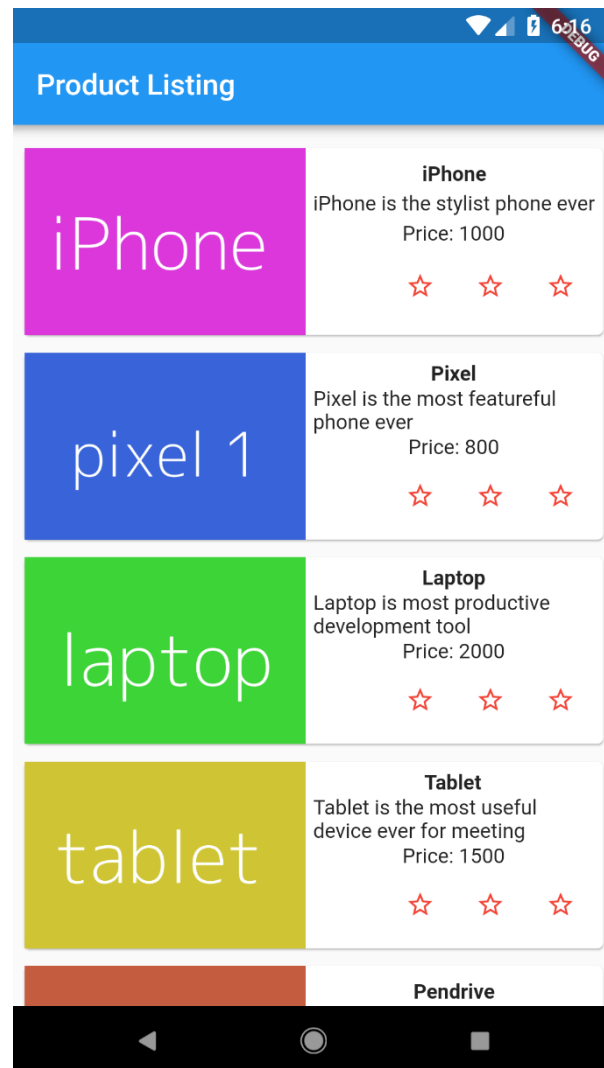 6:16
DEBUG
Product Listing
iPhone
iPhone
iPhone is the stylist phone ever
Price: 1000
pixel 1
Pixel
Pixel is the most featureful
phone ever
Price: 800
laptop
Laptop
Laptop is most productive
development tool
Price: 2000
tablet
Tablet
Tablet is the most useful
device ever for meeting
Price: 1500
Pendrive